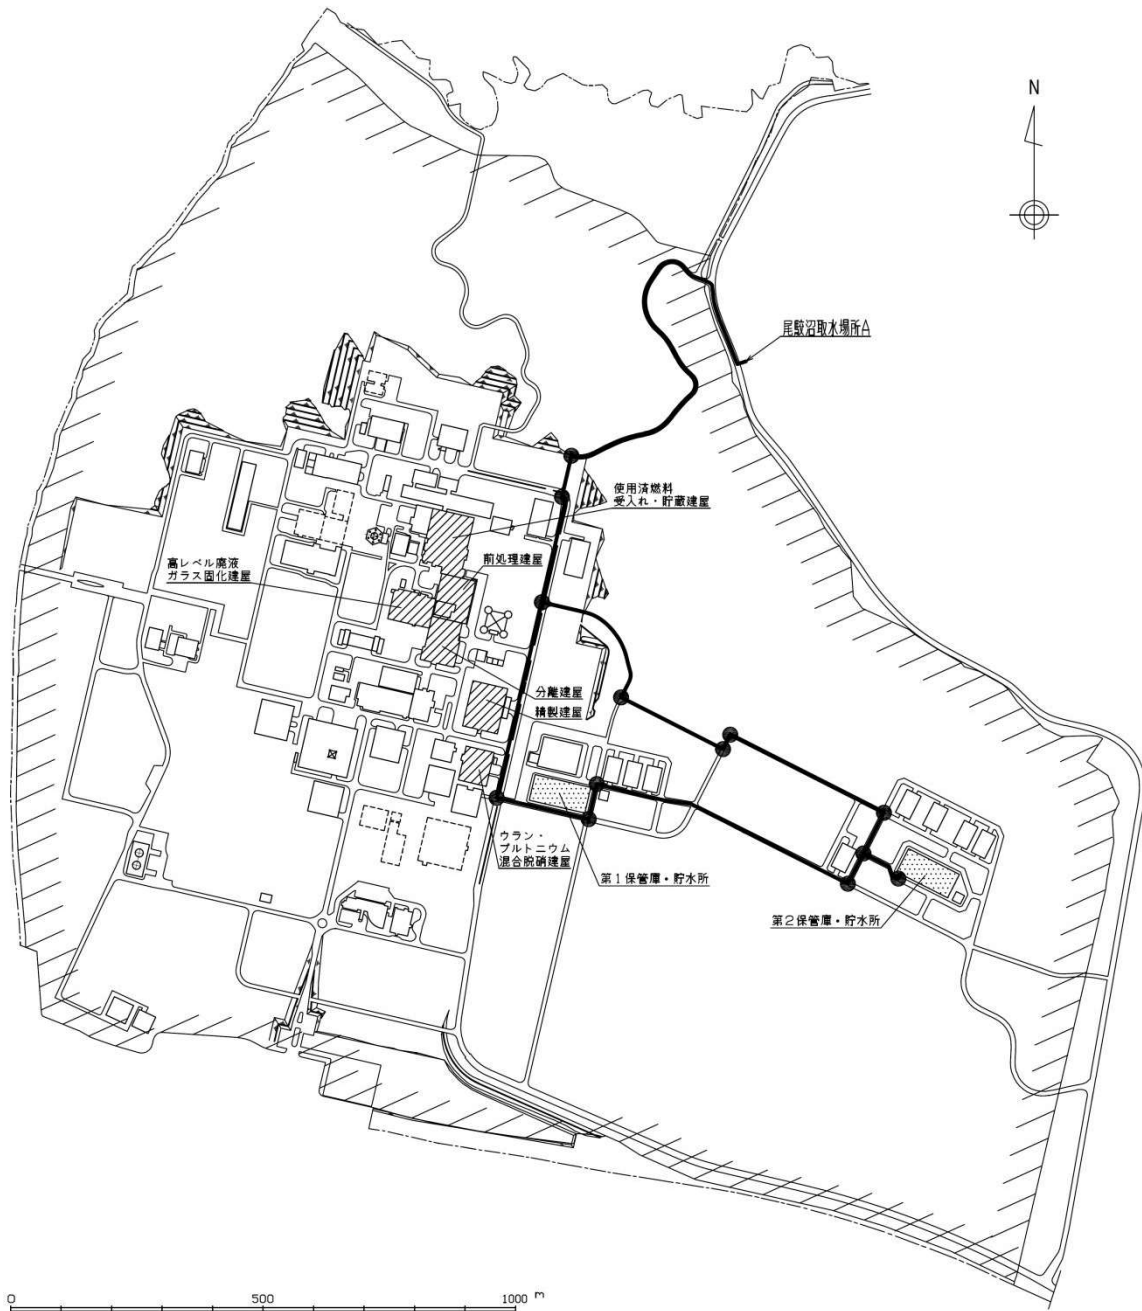 N
尾駮沼取水場所A
使用済燃料
受入れ・貯蔵建屋
前処理建屋
高レベル廃液
ガラス固化建屋
分離建屋
精製建屋
ウラン・
プルトニウム
混合脱硝建屋
第1保管庫・貯水所
第2保管庫・貯水所
0 500 1000 m